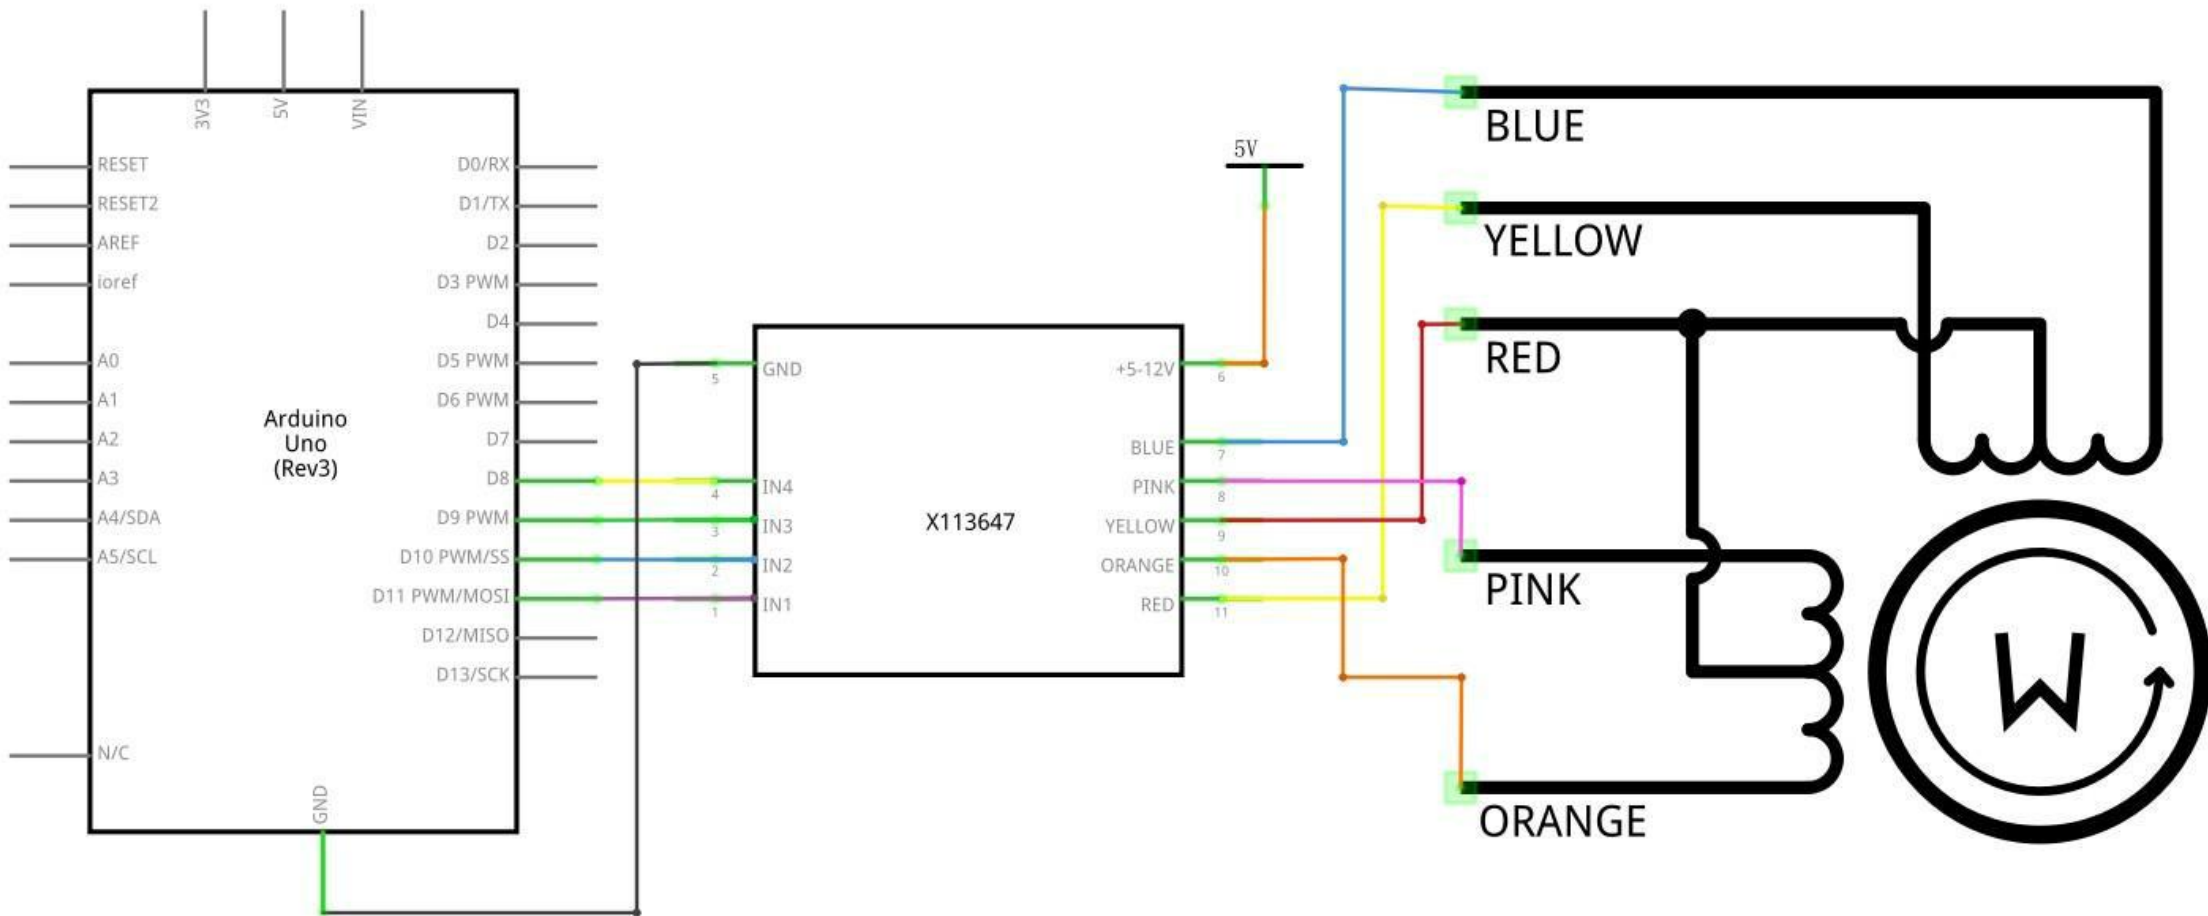 3V3
5V
VIN
RESET
RESET2
AREF
ioref
A0
A1
A2
A3
A4/SDA
A5/SCL
N/C
Arduino
Uno
(Rev3)
D0/RX
D1/TX
D2
D3 PWM
D4
D5 PWM
D6 PWM
D7
D8
D9 PWM
D10 PWM/SS
D11 PWM/MOSI
D12/MISO
D13/SCK
GND
5
4
3
2
1
GND
IN4
IN3
IN2
IN1
X113647
+5-12V
BLUE
PINK
YELLOW
ORANGE
RED
6
7
8
9
10
11
5V
BLUE
YELLOW
RED
PINK
ORANGE
M